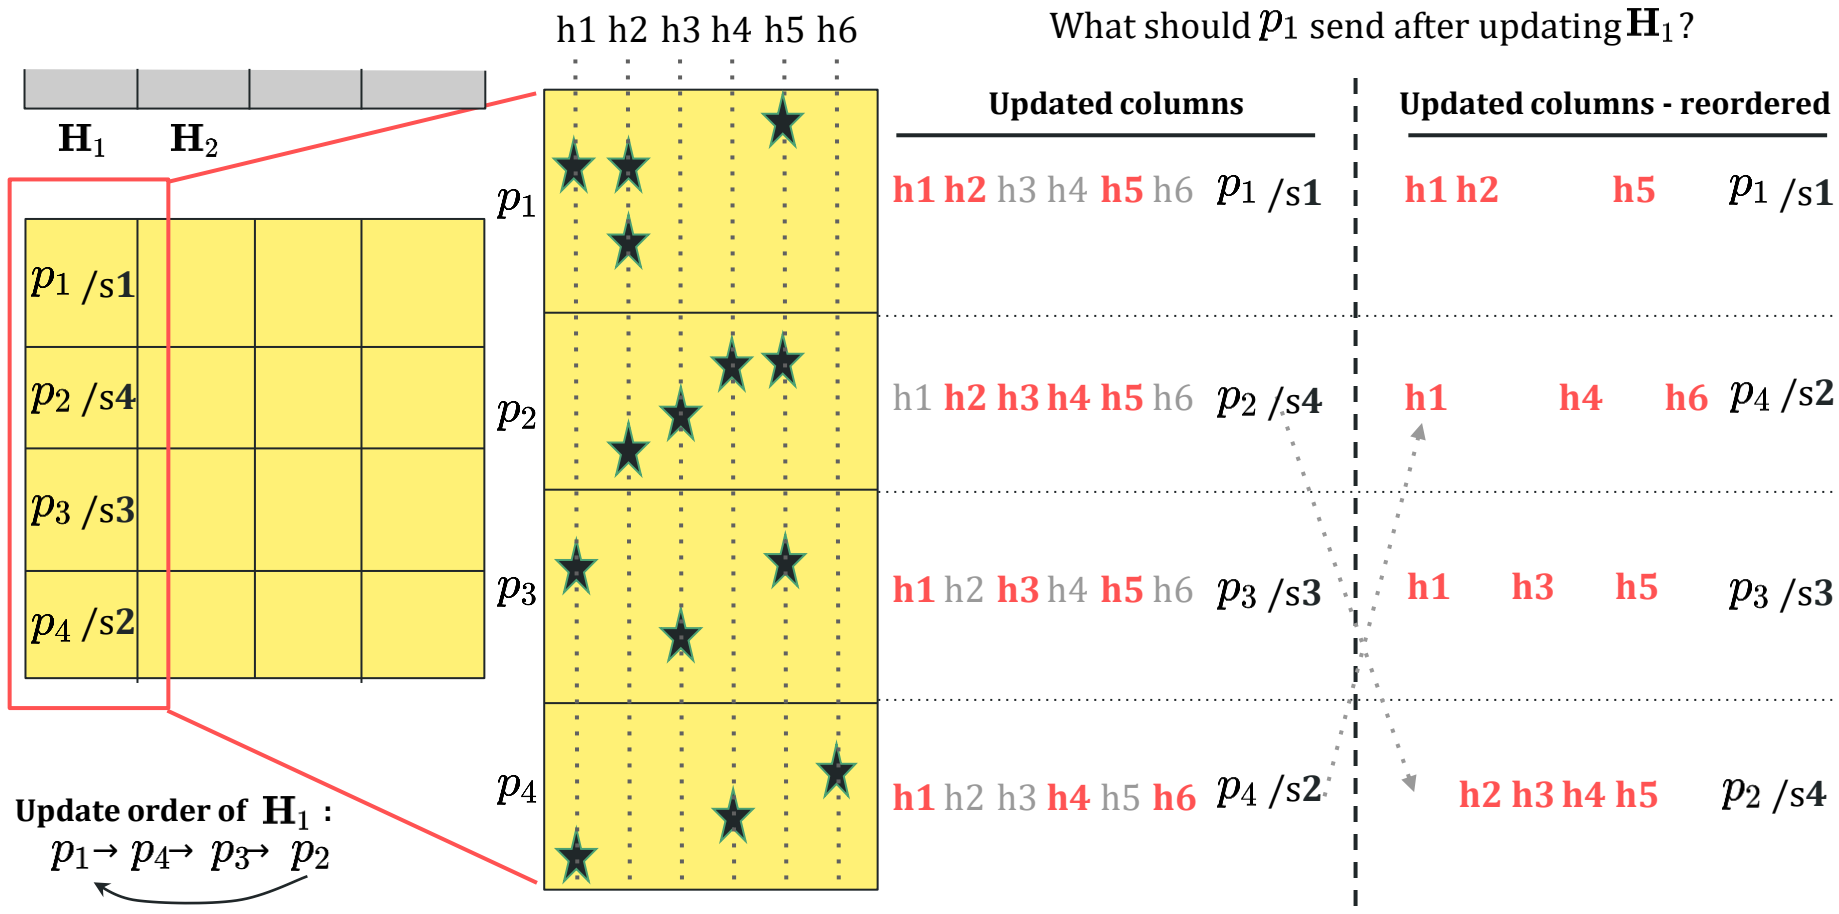 h1 h2 h3 h4 h5 h6
What should p1 send after updating H1?
H1 H2
Updated columns
Updated columns - reordered
p1
h1 h2 h3 h4 h5 h6 p1 /s1
h1 h2 h5 p1 /s1
p1 /s1
p2 /s4
p3 /s3
p4 /s2
p2
h1 h2 h3 h4 h5 h6 p2 /s4
h1 h4 h6 p4 /s2
p3
h1 h2 h3 h4 h5 h6 p3 /s3
h1 h3 h5 p3 /s3
p4
h1 h2 h3 h4 h5 h6 p4 /s2
h2 h3 h4 h5 p2 /s4
Update order of H1 :
p1→ p4→ p3→ p2